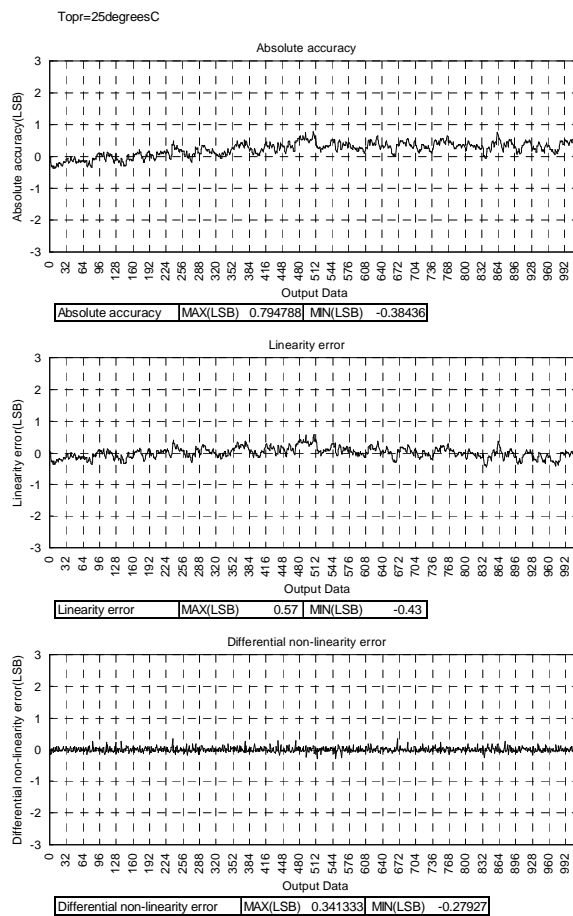 Topr=25degreesC
Absolute accuracy
Absolute accuracy(LSB)
3
2
1
0
-1
-2
-3
0 32 64 96 128 160 192 224 256 288 320 352 384 416 448 480 512 544 576 608 640 672 704 736 768 800 832 864 896 928 960 992
Output Data
Absolute accuracy MAX(LSB) 0.794788 MIN(LSB) -0.38436
Linearity error
Linearity error(LSB)
3
2
1
0
-1
-2
-3
0 32 64 96 128 160 192 224 256 288 320 352 384 416 448 480 512 544 576 608 640 672 704 736 768 800 832 864 896 928 960 992
Output Data
Linearity error MAX(LSB) 0.57 MIN(LSB) -0.43
Differential non-linearity error
Differential non-linearity error(LSB)
3
2
1
0
-1
-2
-3
0 32 64 96 128 160 192 224 256 288 320 352 384 416 448 480 512 544 576 608 640 672 704 736 768 800 832 864 896 928 960 992
Output Data
Differential non-linearity error MAX(LSB) 0.341333 MIN(LSB) -0.27927